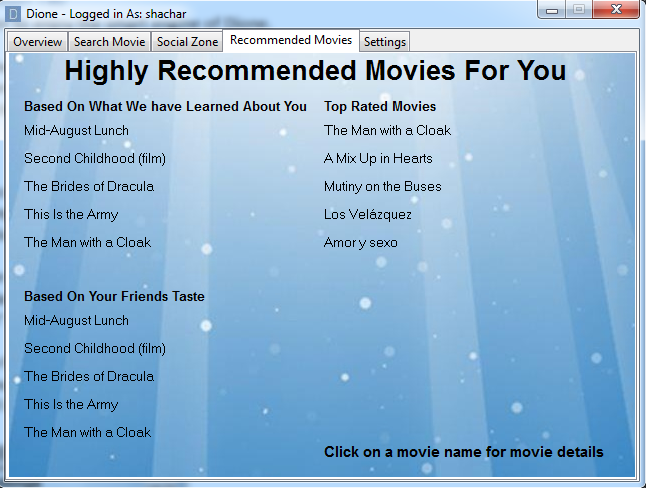 Dione - Logged in As: shachar
Overview Search Movie Social Zone Recommended Movies Settings
Highly Recommended Movies For You
Based On What We have Learned About You
Mid-August Lunch
Second Childhood (film)
The Brides of Dracula
This Is the Army
The Man with a Cloak
Top Rated Movies
The Man with a Cloak
A Mix Up in Hearts
Mutiny on the Buses
Los Velázquez
Amor y sexo
Based On Your Friends Taste
Mid-August Lunch
Second Childhood (film)
The Brides of Dracula
This Is the Army
The Man with a Cloak
Click on a movie name for movie details